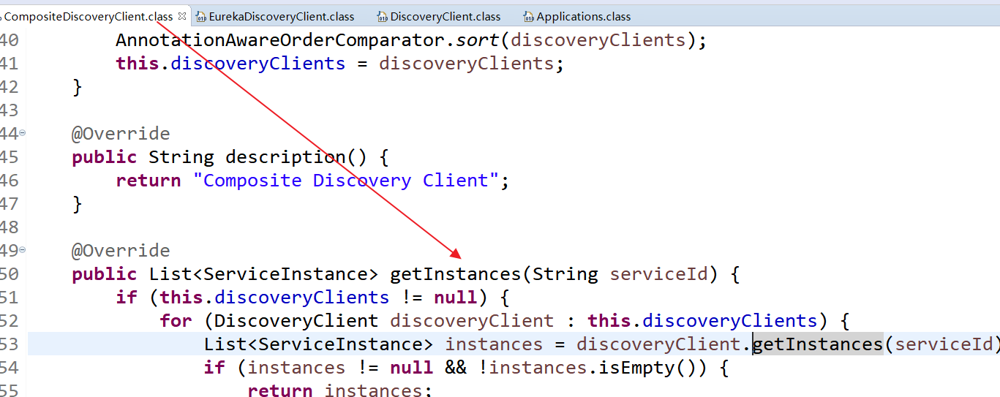 CompositeDiscoveryClient.class EurekaDiscoveryClient.class DiscoveryClient.class Applications.class
40 AnnotationAwareOrderComparator.sort(discoveryClients);
41 this.discoveryClients = discoveryClients;
42 }
43
44 @Override
45 public String description() {
46 return "Composite Discovery Client";
47 }
48
49 @Override
50 public List<ServiceInstance> getInstances(String serviceId) {
51 if (this.discoveryClients != null) {
52 for (DiscoveryClient discoveryClient : this.discoveryClients) {
53 List<ServiceInstance> instances = discoveryClient.getInstances(serviceId)
54 if (instances != null && !instances.isEmpty()) {
55 return instances;